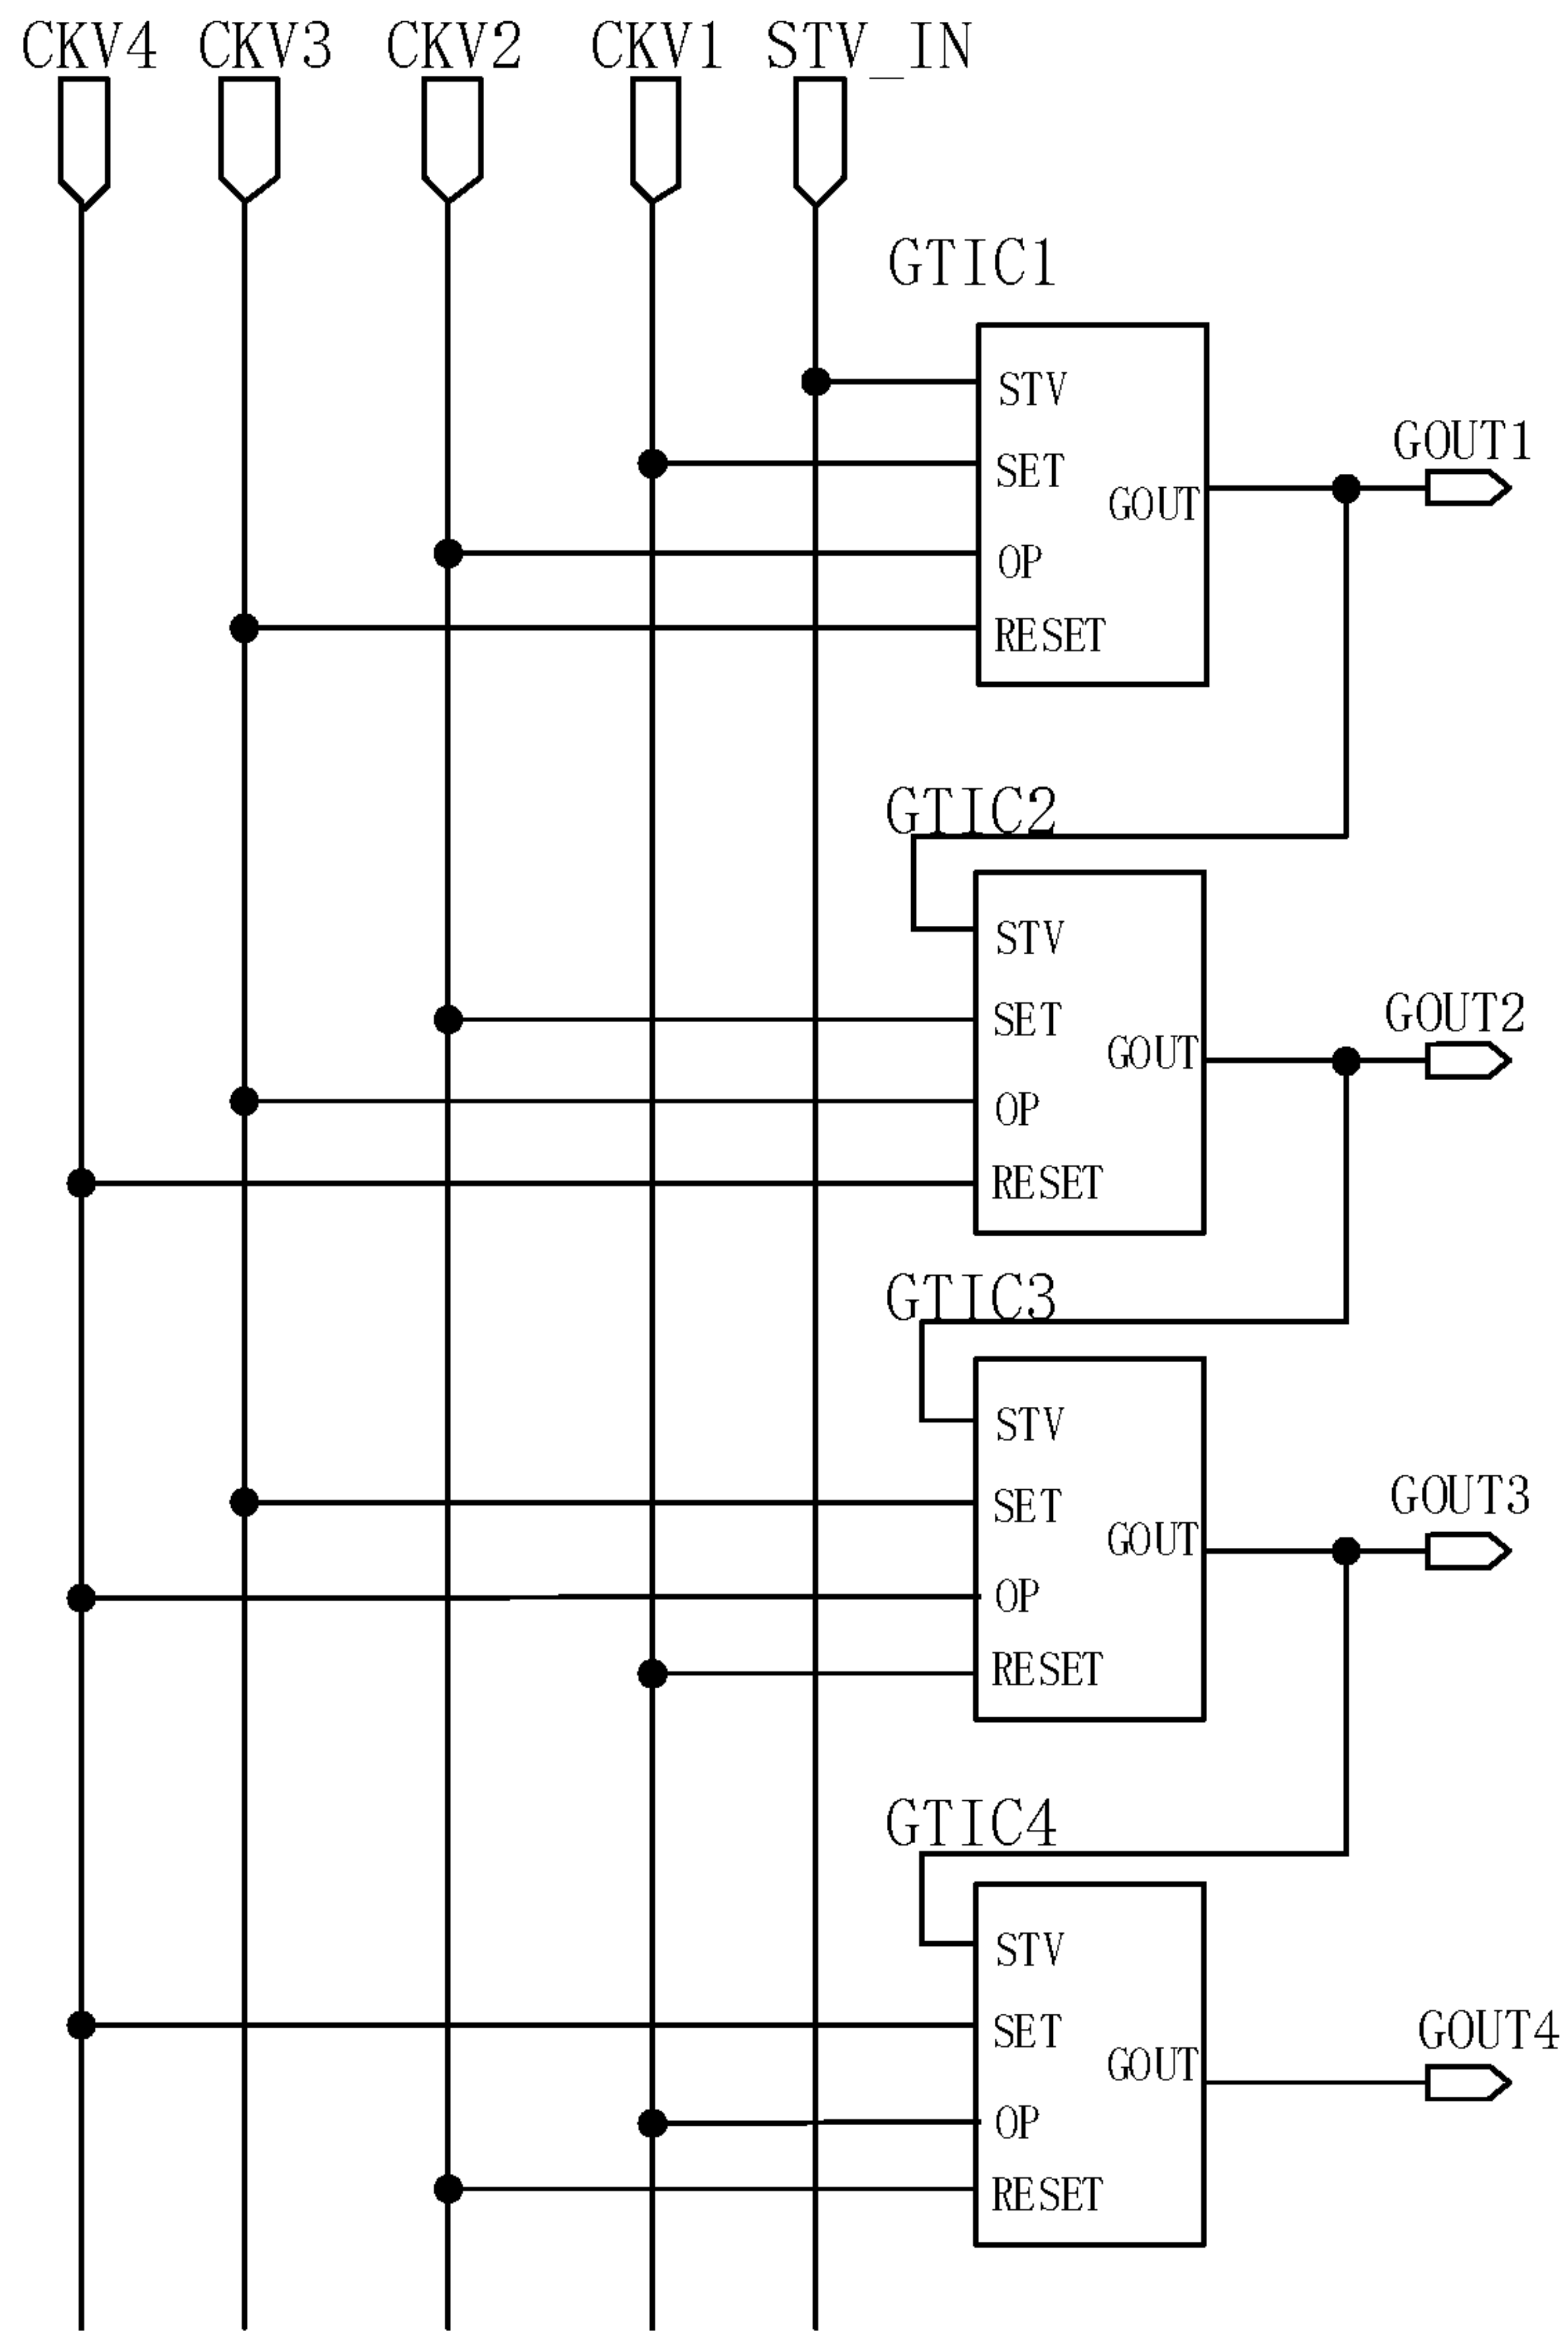 CKV4 CKV3 CKV2 CKV1 STV_IN
GTIC1
STV
SET
OP
RESET
GOUT
GOUT1
GTIC2
STV
SET
OP
RESET
GOUT
GOUT2
GTIC3
STV
SET
OP
RESET
GOUT
GOUT3
GTIC4
STV
SET
OP
RESET
GOUT
GOUT4